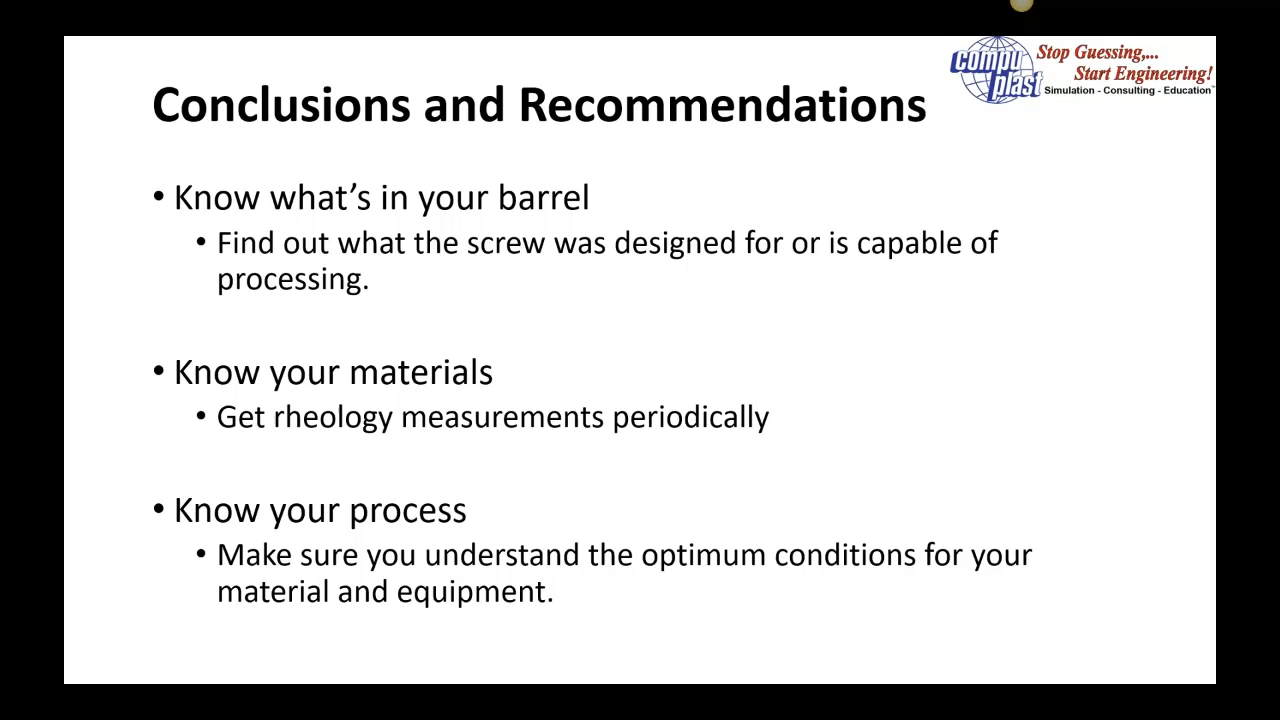 compu
plast
Stop Guessing,...
Start Engineering!
Simulation - Consulting - Education
Conclusions and Recommendations
• Know what's in your barrel
• Find out what the screw was designed for or is capable of
processing.
• Know your materials
• Get rheology measurements periodically
• Know your process
• Make sure you understand the optimum conditions for your
material and equipment.